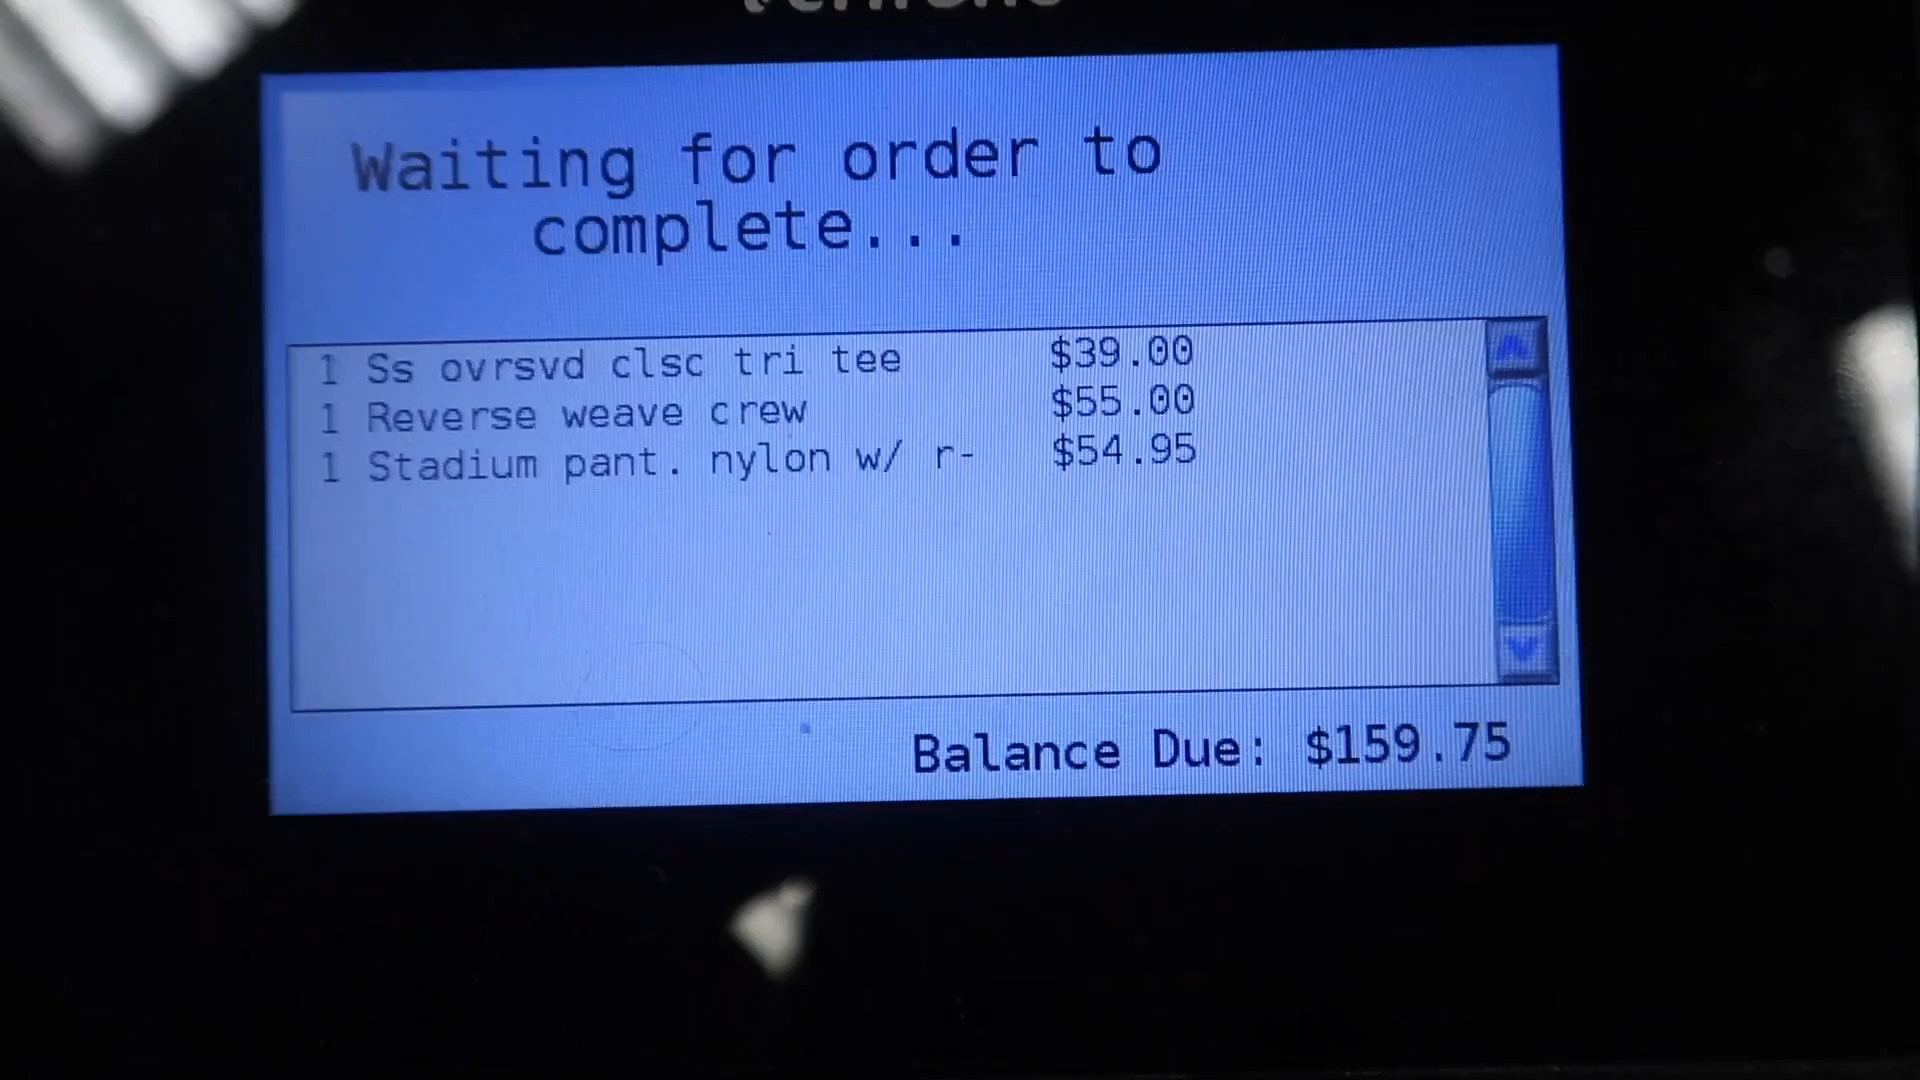 Waiting for order to
complete...
1 Ss ovrsvd clsc tri tee $39.00
1 Reverse weave crew $55.00
1 Stadium pant. nylon w/ r- $54.95
Balance Due: $159.75